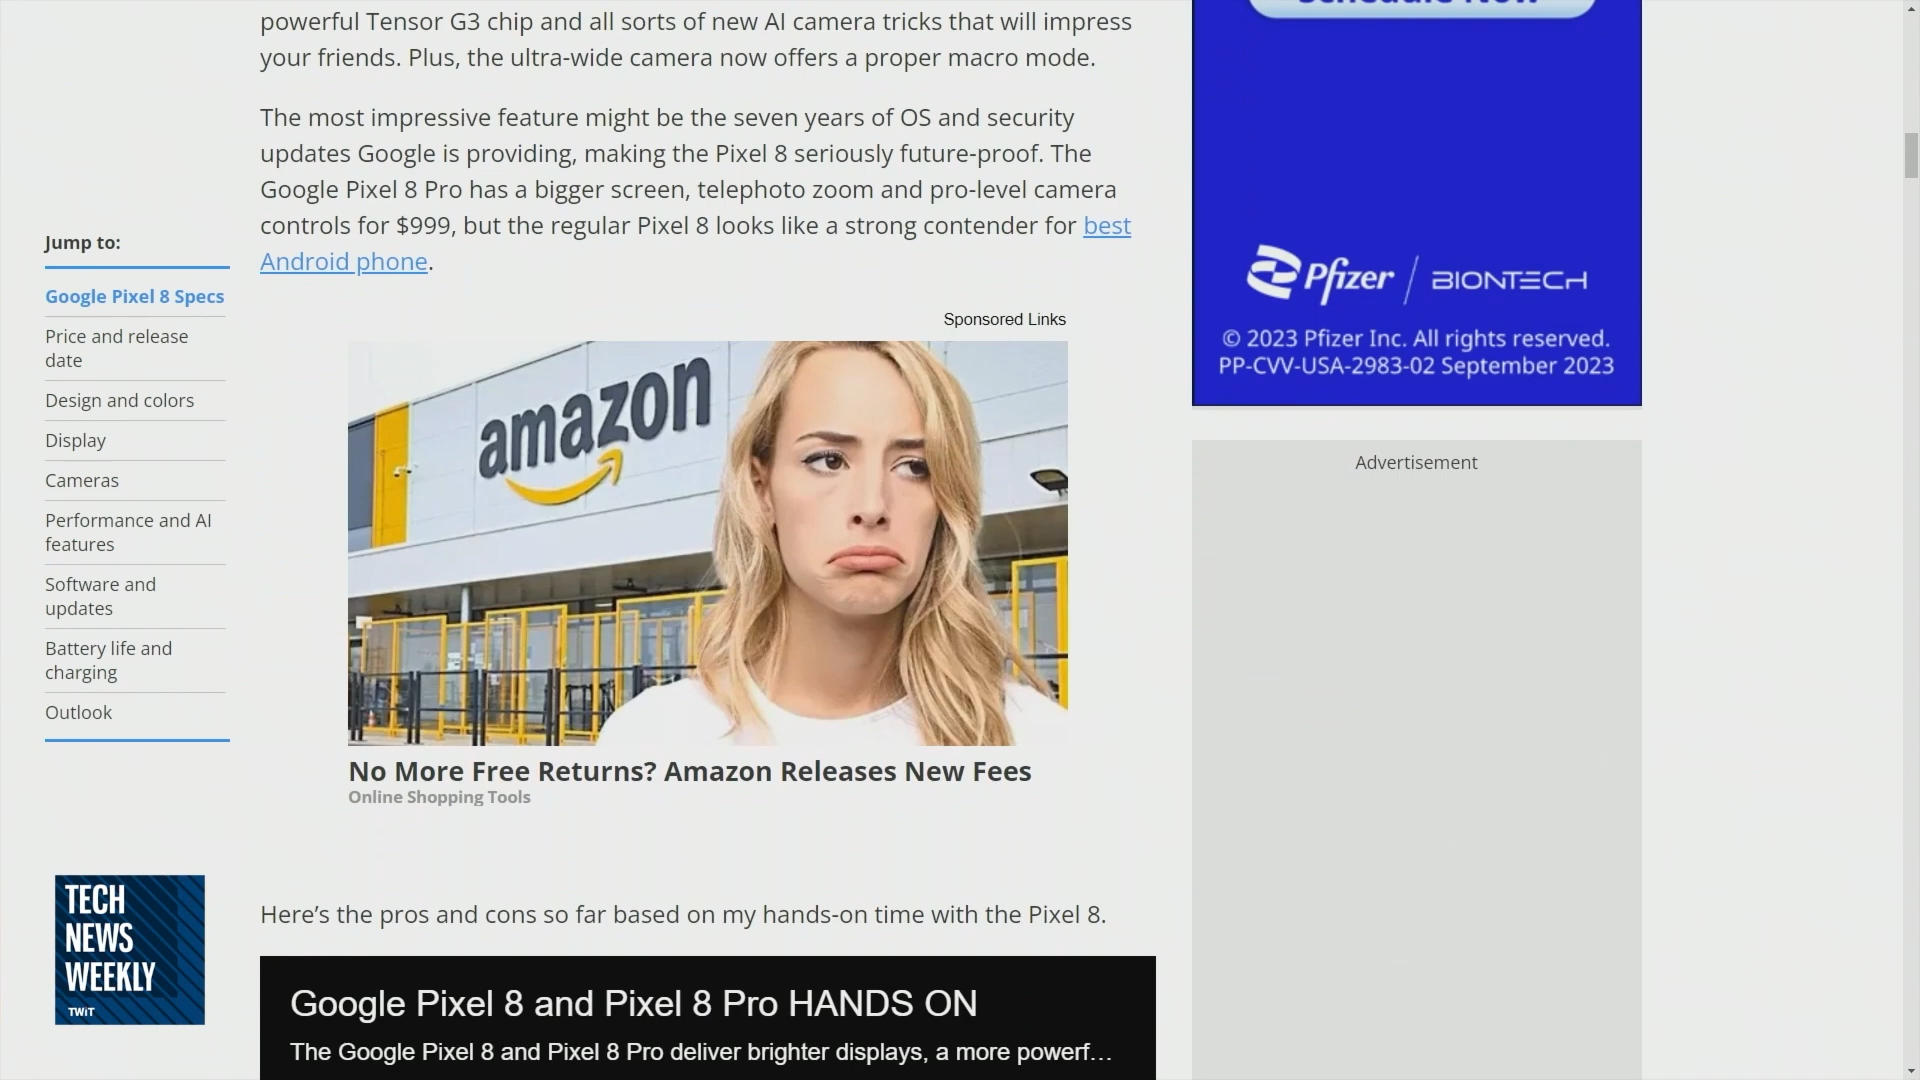 powerful Tensor G3 chip and all sorts of new AI camera tricks that will impress
your friends. Plus, the ultra-wide camera now offers a proper macro mode.
The most impressive feature might be the seven years of OS and security
updates Google is providing, making the Pixel 8 seriously future-proof. The
Google Pixel 8 Pro has a bigger screen, telephoto zoom and pro-level camera
controls for $999, but the regular Pixel 8 looks like a strong contender for best
Android phone.
Jump to:
Google Pixel 8 Specs
Price and release
date
Design and colors
Display
Cameras
Performance and AI
features
Software and
updates
Battery life and
charging
Outlook
Sponsored Links
amazon
No More Free Returns? Amazon Releases New Fees
Online Shopping Tools
Here’s the pros and cons so far based on my hands-on time with the Pixel 8.
Google Pixel 8 and Pixel 8 Pro HANDS ON
The Google Pixel 8 and Pixel 8 Pro deliver brighter displays, a more powerf...
TECH
NEWS
WEEKLY
TWiT
Schedule Now
Pfizer / BIONTECH
© 2023 Pfizer Inc. All rights reserved.
PP-CVV-USA-2983-02 September 2023
Advertisement